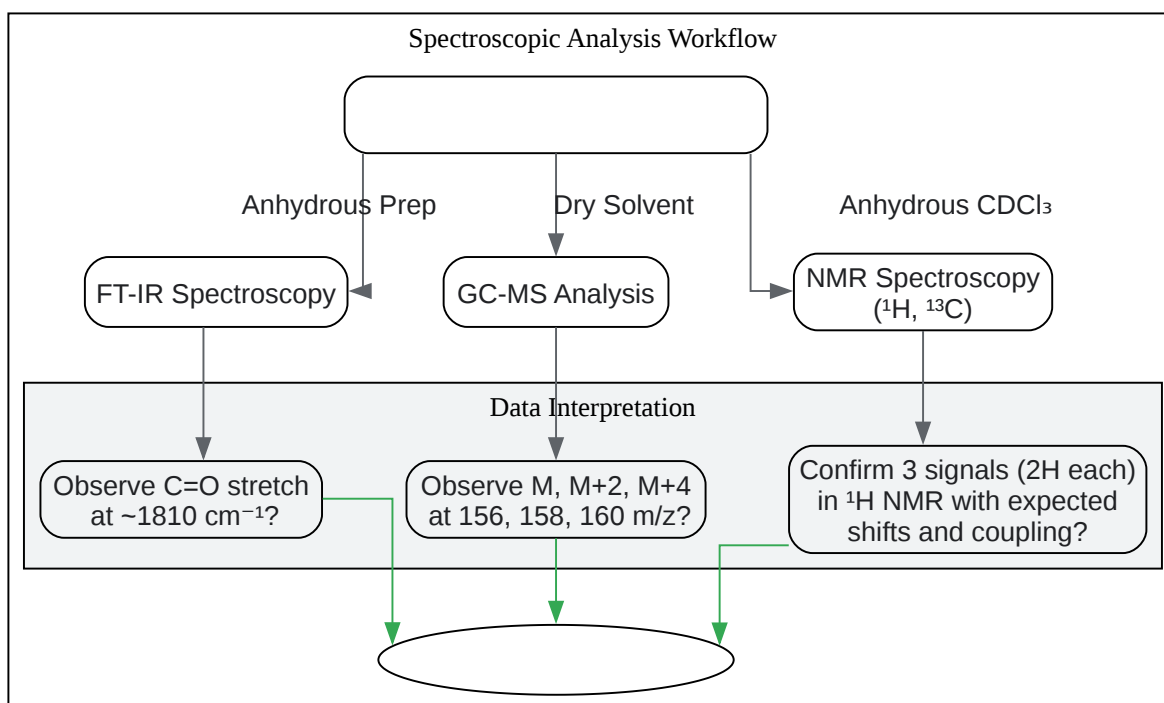 Spectroscopic Analysis Workflow
Anhydrous Prep
Dry Solvent
Anhydrous CDCl₃
FT-IR Spectroscopy
GC-MS Analysis
NMR Spectroscopy
(¹H, ¹³C)
Data Interpretation
Observe C=O stretch
at ~1810 cm⁻¹?
Observe M, M+2, M+4
at 156, 158, 160 m/z?
Confirm 3 signals (2H each)
in ¹H NMR with expected
shifts and coupling?